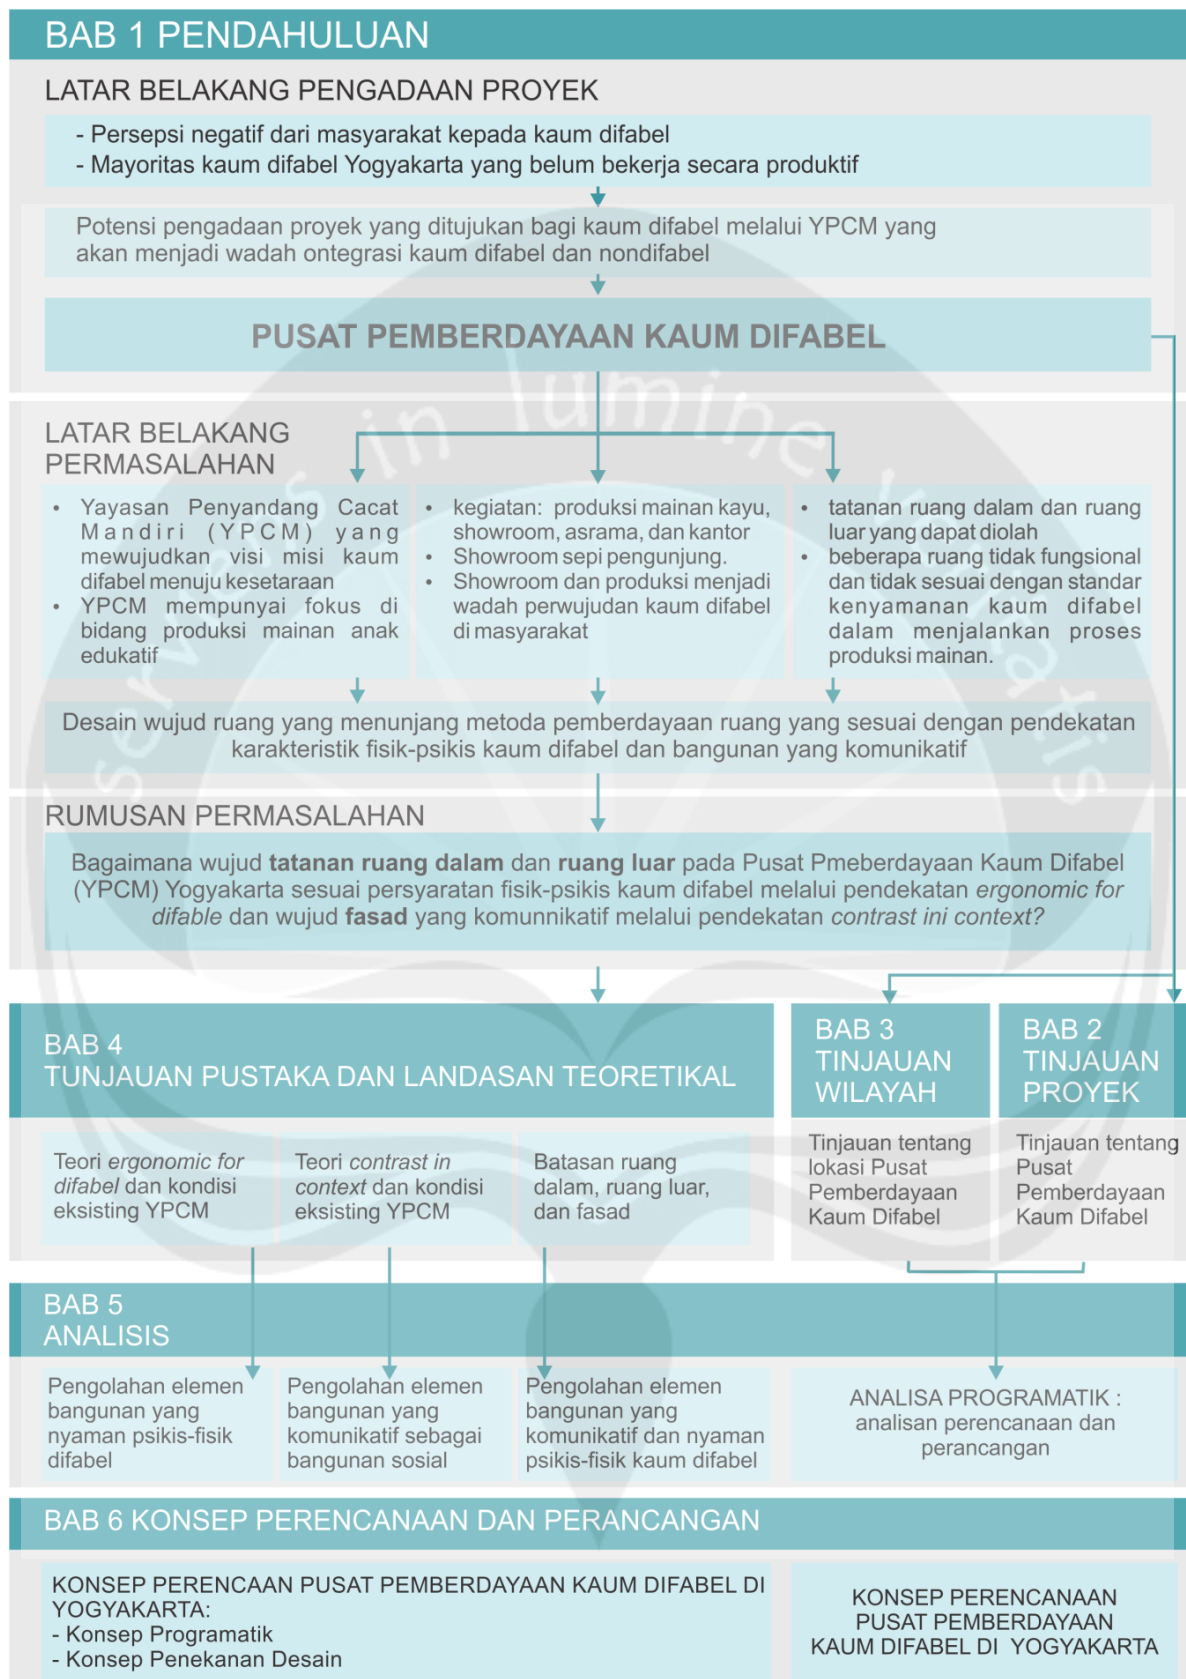 BAB 1 PENDAHULUAN
LATAR BELAKANG PENGADAAN PROYEK
- Persepsi negatif dari masyarakat kepada kaum difabel
- Mayoritas kaum difabel Yogyakarta yang belum bekerja secara produktif
Potensi pengadaan proyek yang ditujukan bagi kaum difabel melalui YPCM yang
akan menjadi wadah ontegrasi kaum difabel dan nondifabel
PUSAT PEMBERDAYAAN KAUM DIFABEL
LATAR BELAKANG
PERMASALAHAN
• Yayasan Penyandang Cacat
Mandiri (YPCM) yang
mewujudkan visi misi kaum
difabel menuju kesetaraan
• YPCM mempunyai fokus di
bidang produksi mainan anak
edukatif
• kegiatan: produksi mainan kayu,
showroom, asrama, dan kantor
• Showroom sepi pengunjung.
• Showroom dan produksi menjadi
wadah perwujudan kaum difabel
di masyarakat
• tatanan ruang dalam dan ruang
luar yang dapat diolah
• beberapa ruang tidak fungsional
dan tidak sesuai dengan standar
kenyamanan kaum difabel
dalam menjalankan proses
produksi mainan.
Desain wujud ruang yang menunjang metoda pemberdayaan ruang yang sesuai dengan pendekatan
karakteristik fisik-psikis kaum difabel dan bangunan yang komunikatif
RUMUSAN PERMASALAHAN
Bagaimana wujud tatanan ruang dalam dan ruang luar pada Pusat Pmeberdayaan Kaum Difabel
(YPCM) Yogyakarta sesuai persyaratan fisik-psikis kaum difabel melalui pendekatan ergonomic for
difable dan wujud fasad yang komunnikatif melalui pendekatan contrast ini context?
BAB 4
TUNJAUAN PUSTAKA DAN LANDASAN TEORETIKAL
BAB 3
TINJAUAN
WILAYAH
BAB 2
TINJAUAN
PROYEK
Teori ergonomic for
difabel dan kondisi
eksisting YPCM
Teori contrast in
context dan kondisi
eksisting YPCM
Batasan ruang
dalam, ruang luar,
dan fasad
Tinjauan tentang
lokasi Pusat
Pemberdayaan
Kaum Difabel
Tinjauan tentang
Pusat
Pemberdayaan
Kaum Difabel
BAB 5
ANALISIS
Pengolahan elemen
bangunan yang
nyaman psikis-fisik
difabel
Pengolahan elemen
bangunan yang
komunikatif sebagai
bangunan sosial
Pengolahan elemen
bangunan yang
komunikatif dan nyaman
psikis-fisik kaum difabel
ANALISA PROGRAMATIK :
analisan perencanaan dan
perancangan
BAB 6 KONSEP PERENCANAAN DAN PERANCANGAN
KONSEP PERENCAAN PUSAT PEMBERDAYAAN KAUM DIFABEL DI
YOGYAKARTA:
- Konsep Programatik
- Konsep Penekanan Desain
KONSEP PERENCANAAN
PUSAT PEMBERDAYAAN
KAUM DIFABEL DI YOGYAKARTA
serviens in lumine veritatis